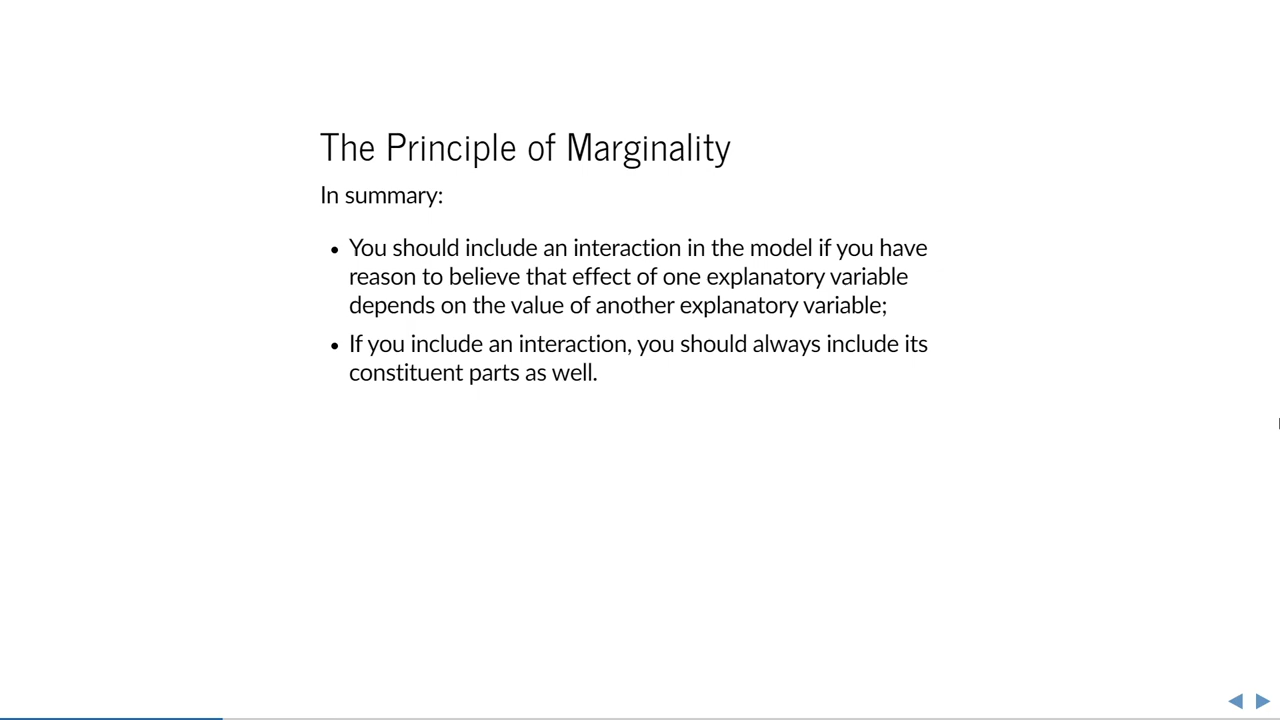 The Principle of Marginality
In summary:
• You should include an interaction in the model if you have
reason to believe that effect of one explanatory variable
depends on the value of another explanatory variable;
• If you include an interaction, you should always include its
constituent parts as well.